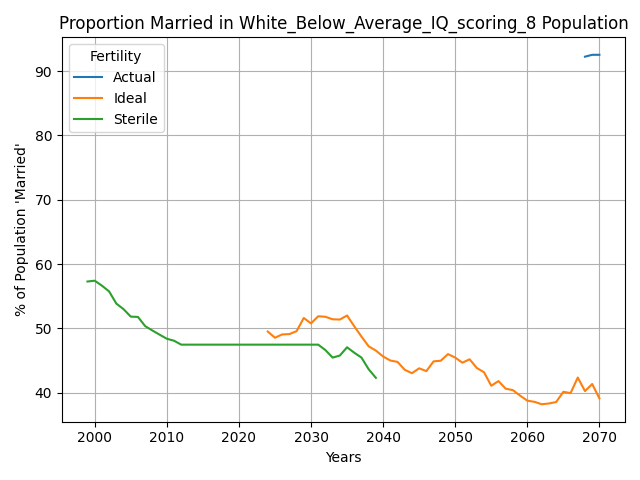 Proportion Married in White_Below_Average_IQ_scoring_8 Population
Fertility
Actual
Ideal
Sterile
% of Population 'Married'
90
80
70
60
50
40
2000 2010 2020 2030 2040 2050 2060 2070
Years